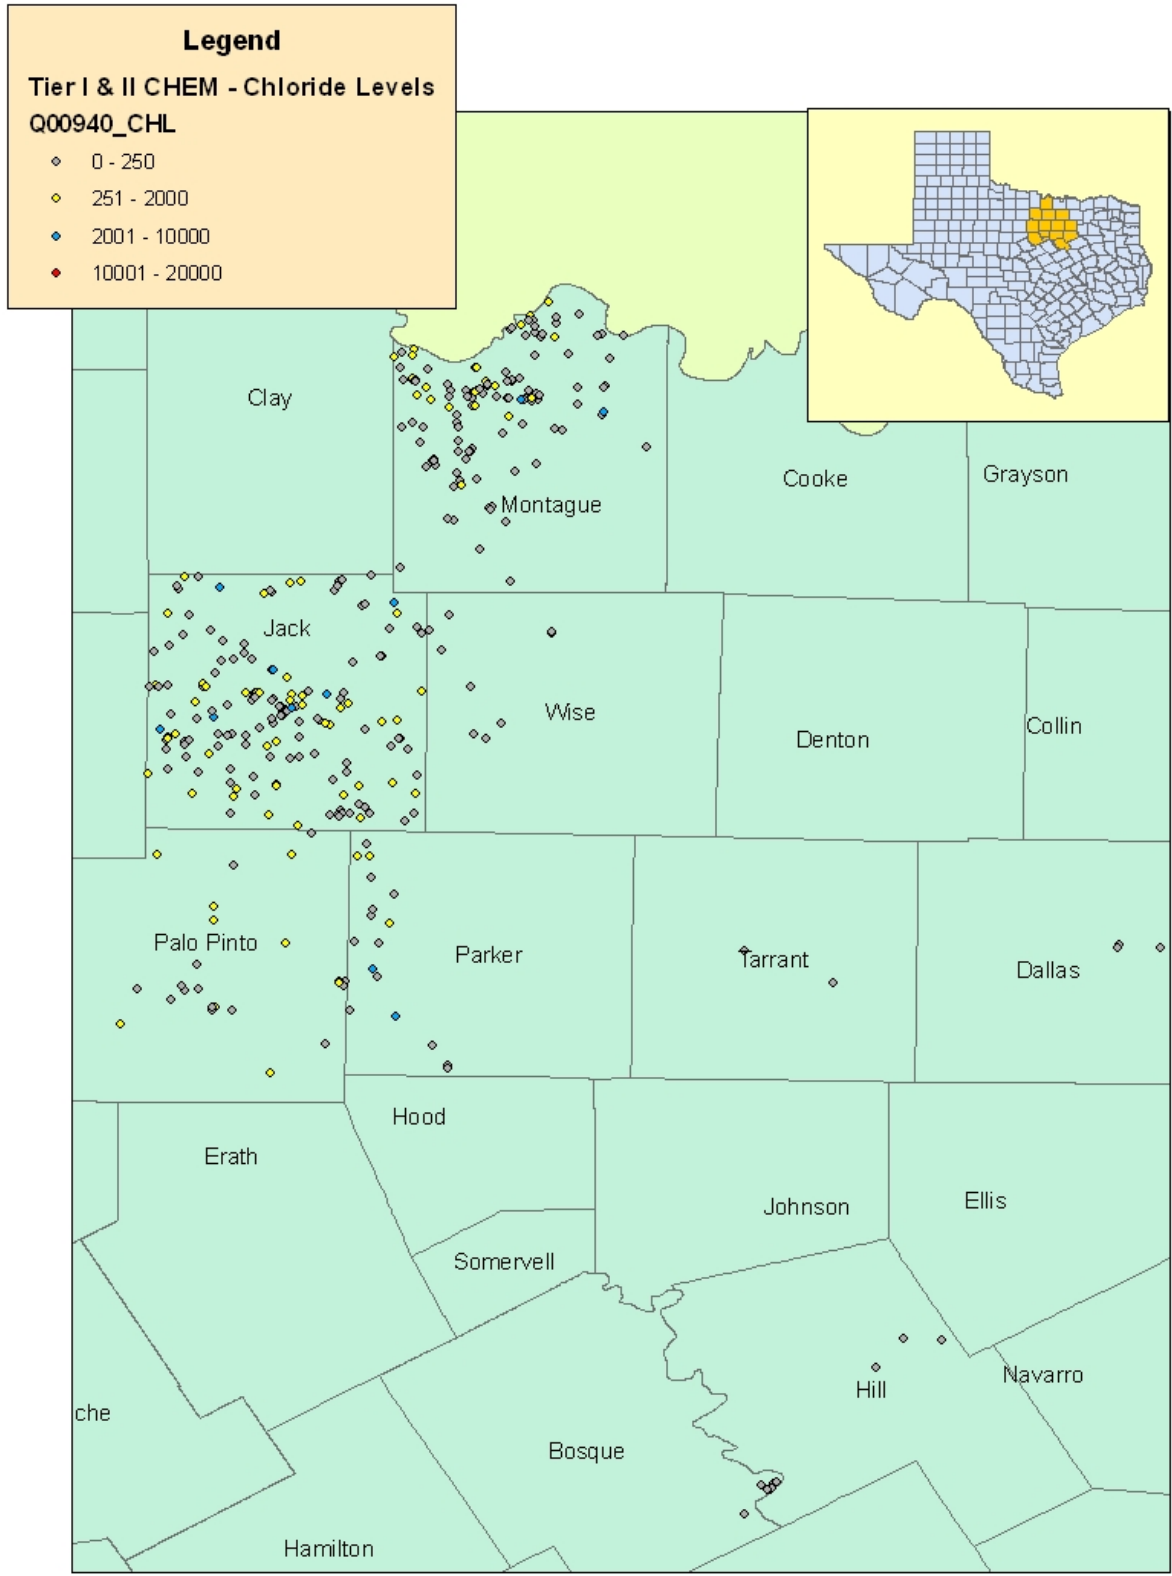 Legend
Tier I & II CHEM - Chloride Levels
Q00940_CHL
0 - 250
251 - 2000
2001 - 10000
10001 - 20000
Clay
Montague
Cooke
Grayson
Jack
Wise
Denton
Collin
Palo Pinto
Parker
Tarrant
Dallas
Hood
Erath
Johnson
Ellis
Somervell
Navarro
Hill
che
Bosque
Hamilton